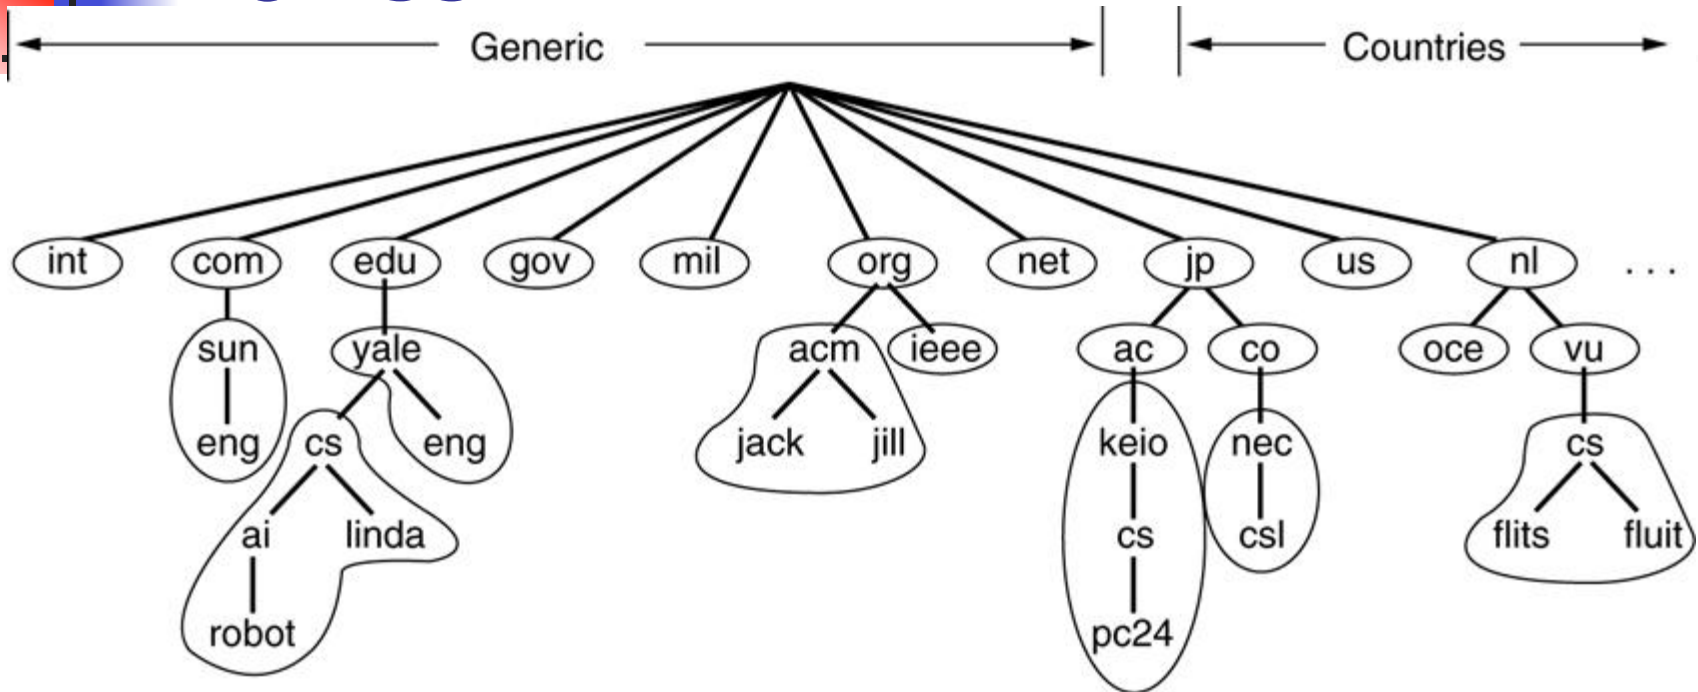 Generic Countries
int com edu gov mil org net jp us nl . . .
sun yale acm ieee ac co oce vu
eng cs eng jack jill keio nec cs
ai linda cs csl flits fluit
robot pc24